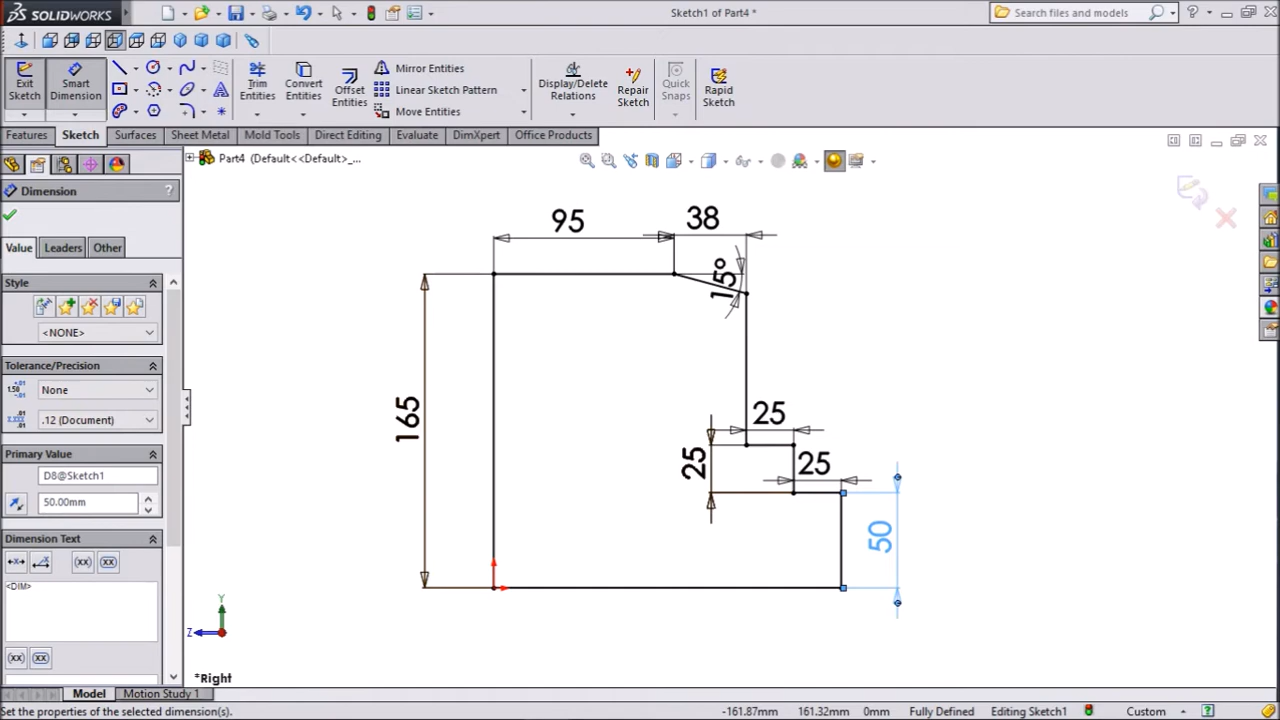 SOLIDWORKS
Sketch1 of Part4 *
Search files and models
Exit Sketch
Smart Dimension
Trim Entities
Convert Entities
Offset Entities
Mirror Entities
Linear Sketch Pattern
Move Entities
Display/Delete Relations
Repair Sketch
Quick Snaps
Rapid Sketch
Features
Sketch
Surfaces
Sheet Metal
Mold Tools
Direct Editing
Evaluate
DimXpert
Office Products
Part4 (Default<<Default>_...
Dimension
?
Value
Leaders
Other
Style
<NONE>
Tolerance/Precision
None
.12 (Document)
Primary Value
D8@Sketch1
50.00mm
Dimension Text
<DIM>
95
38
15°
165
25
25
25
50
Y
Z
*Right
Model
Motion Study 1
Set the properties of the selected dimension(s).
-161.87mm
161.32mm
0mm
Fully Defined
Editing Sketch1
Custom